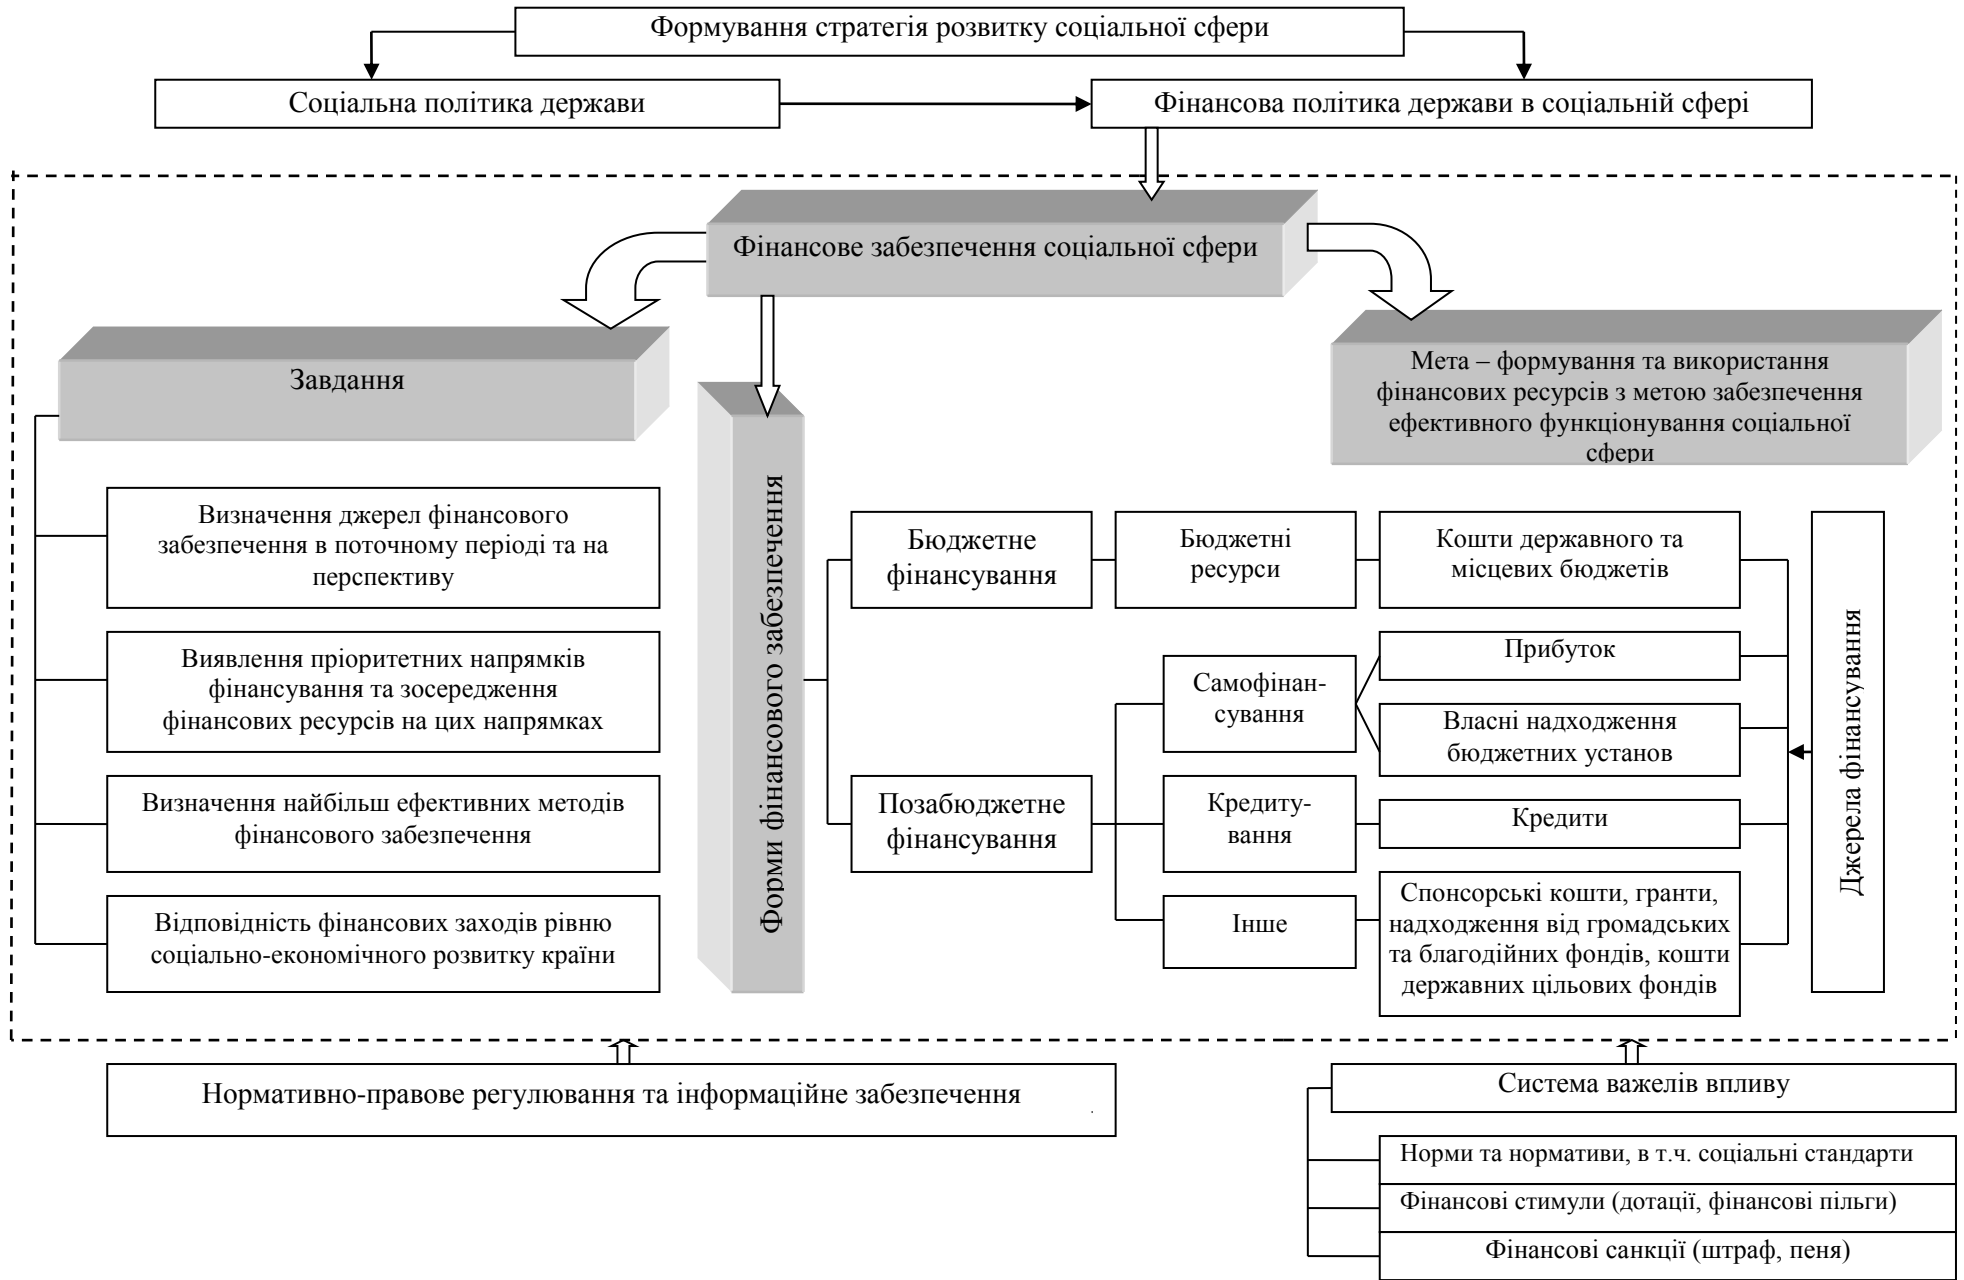 Формування стратегія розвитку соціальної сфери
Соціальна політика держави
Фінансова політика держави в соціальній сфері
Фінансове забезпечення соціальної сфери
Завдання
Мета – формування та використання
фінансових ресурсів з метою забезпечення
ефективного функціонування соціальної
сфери
Визначення джерел фінансового
забезпечення в поточному періоді та на
перспективу
Виявлення пріоритетних напрямків
фінансування та зосередження
фінансових ресурсів на цих напрямках
Визначення найбільш ефективних методів
фінансового забезпечення
Відповідність фінансових заходів рівню
соціально-економічного розвитку країни
Форми фінансового забезпечення
Бюджетне
фінансування
Бюджетні
ресурси
Кошти державного та
місцевих бюджетів
Позабюджетне
фінансування
Самофінан-
сування
Прибуток
Власні надходження
бюджетних установ
Кредиту-
вання
Кредити
Інше
Спонсорські кошти, гранти,
надходження від громадських
та благодійних фондів, кошти
державних цільових фондів
Джерела фінансування
Нормативно-правове регулювання та інформаційне забезпечення
Система важелів впливу
Норми та нормативи, в т.ч. соціальні стандарти
Фінансові стимули (дотації, фінансові пільги)
Фінансові санкції (штраф, пеня)